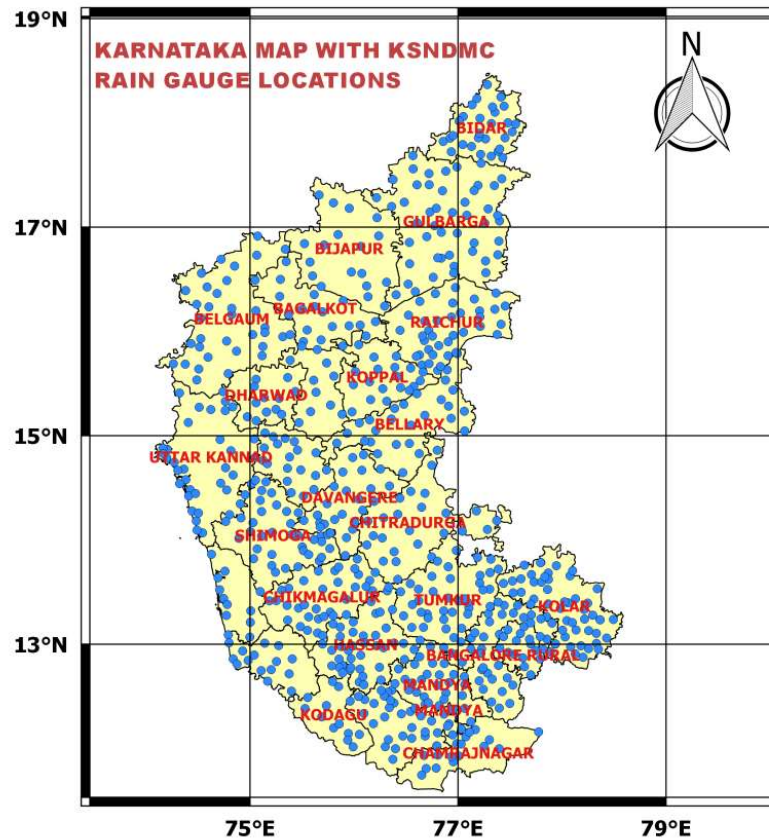 19°N
KARNATAKA MAP WITH KSNDMC
RAIN GAUGE LOCATIONS
N
BIDAR
17°N
GULBARGA
BIJAPUR
BAGALKOT
BELGAUM
RAICHUR
KOPPAL
DHARWAD
BELLARY
15°N
UTTAR KANNAD
DAVANGERE
CHITRADURGA
SHIMOGA
CHIKMAGALUR
TUMKUR
KOLAR
13°N
HASSAN
BANGALORE RURAL
MANDYA
KODAGU
MANDYA
CHAMRAJNAGAR
75°E
77°E
79°E